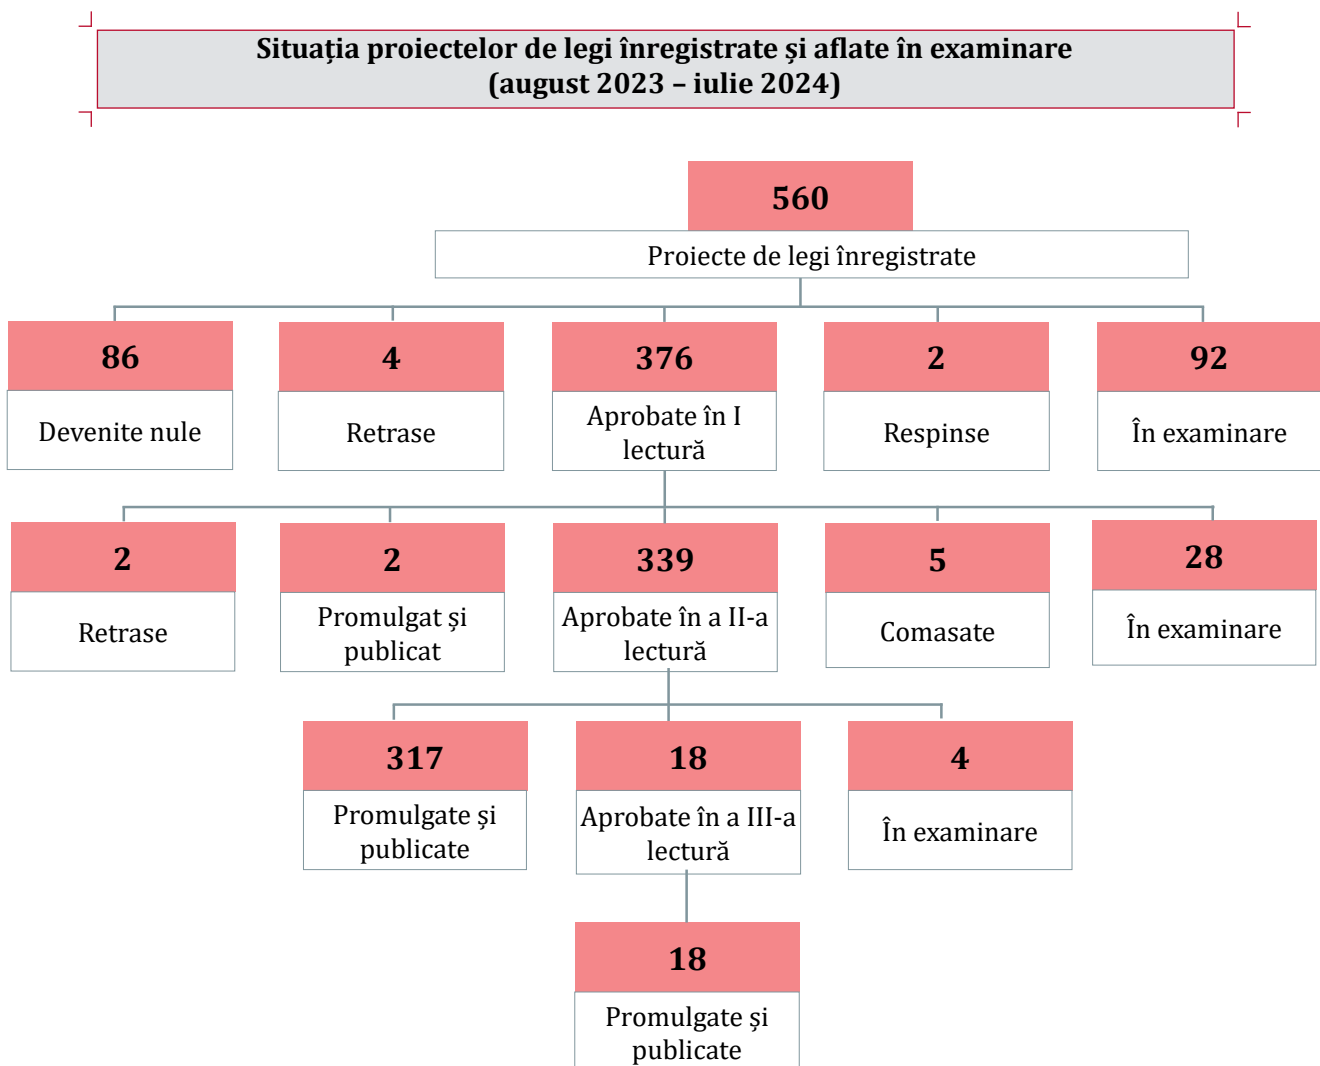 Situația proiectelor de legi înregistrate și aflate în examinare
(august 2023 – iulie 2024)
560
Proiecte de legi înregistrate
86
Devenite nule
4
Retrase
376
Aprobate în I
lectură
2
Respinse
92
În examinare
2
Retrase
2
Promulgat și
publicat
339
Aprobate în a II-a
lectură
5
Comasate
28
În examinare
317
Promulgate și
publicate
18
Aprobate în a III-a
lectură
4
În examinare
18
Promulgate și
publicate